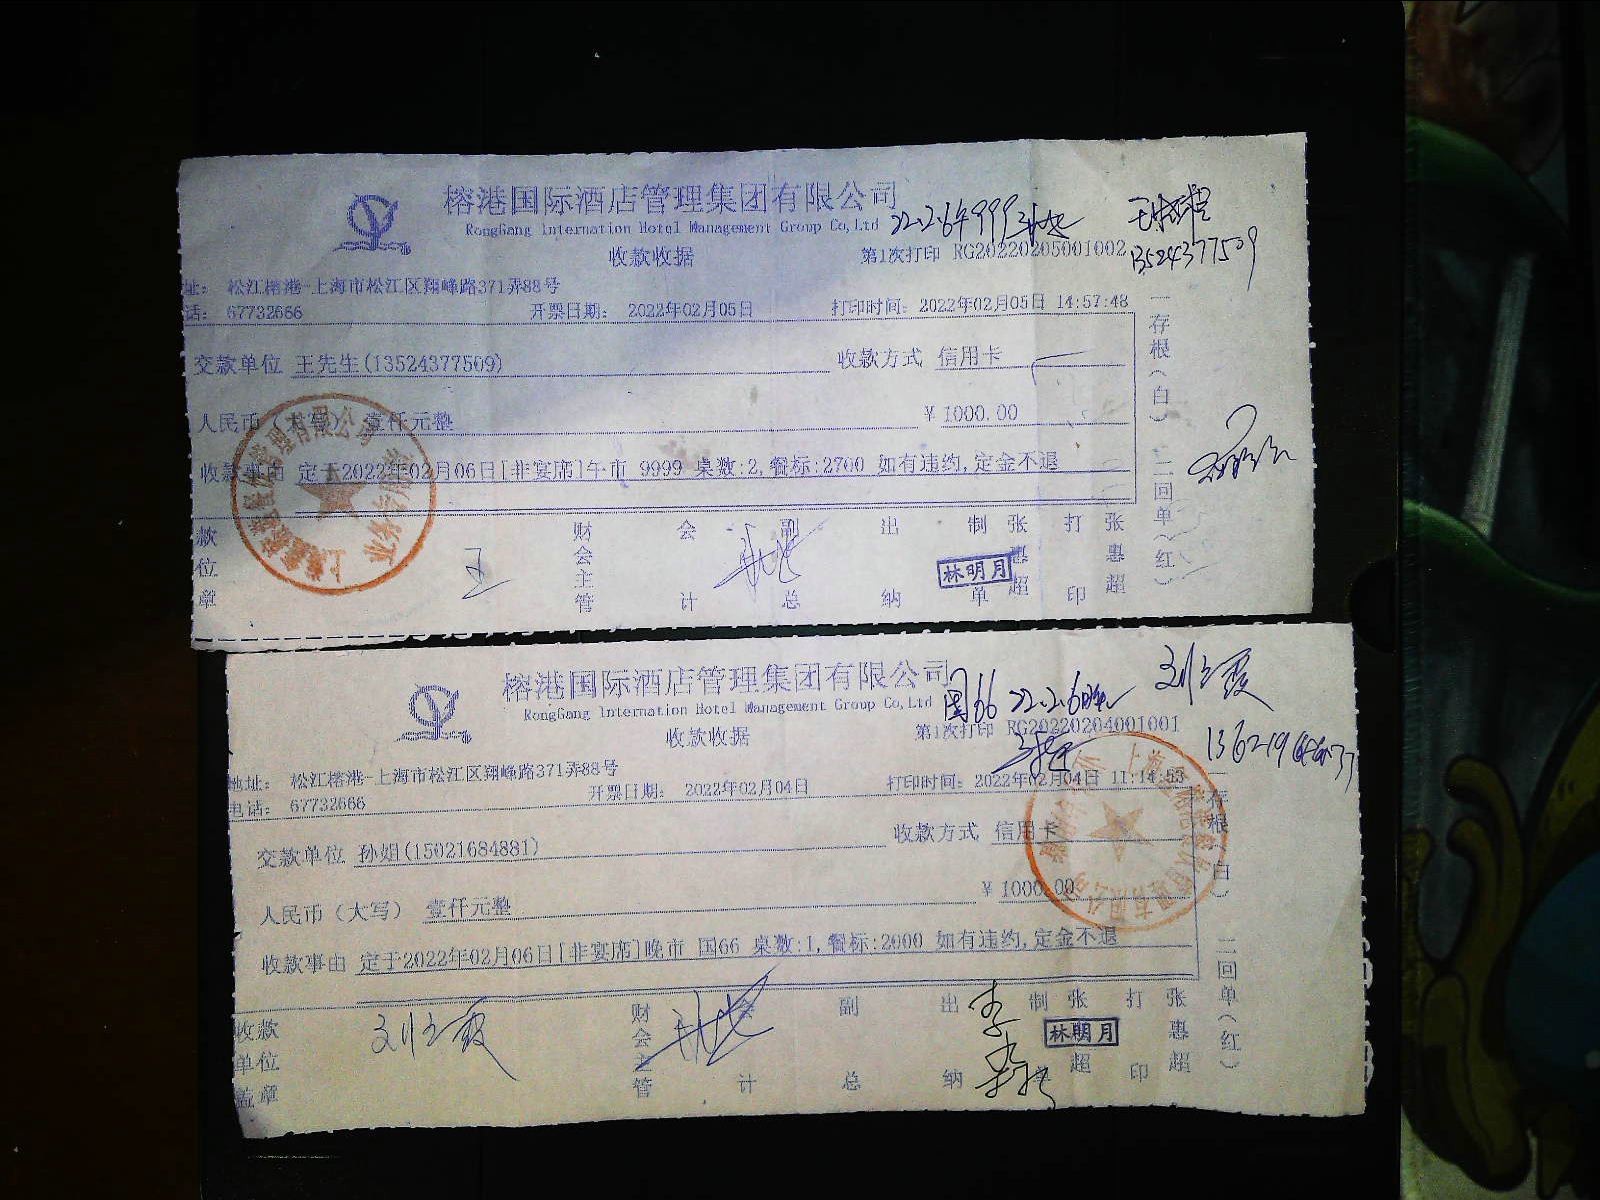 榕港国际酒店管理集团有限公司
RongGang Internation Hotel Management Group Co,Ltd
收款收据
第1次打印 RG20220205001002
13524377509
址： 松江榕港-上海市松江区翔峰路371弄88号
话： 67732666
开票日期： 2022年02月05日
打印时间：2022年02月05日 14:57:48
交款单位 王先生(13524377509)
收款方式 信用卡
人民币（大写） 壹仟元整
￥1000.00
收款事由 定于2022年02月06日[非宴席]午市 9999 桌数:2,餐标:2700 如有违约,定金不退
一存根（白） 二回单（红）
款位章
王
财会主管
会计
副总
出纳
林明月
制单
张惠超
打印
张惠超
榕港国际酒店管理集团有限公司
RongGang Internation Hotel Management Group Co,Ltd
国66 22.2.6晚
收款收据
第1次打印 RG20220204001001
地址： 松江榕港-上海市松江区翔峰路371弄88号
电话： 67732666
开票日期： 2022年02月04日
打印时间：2022年02月04日 11:14:53
交款单位 孙姐(15021684881)
收款方式 信用卡
人民币（大写） 壹仟元整
￥1000.00
收款事由 定于2022年02月06日[非宴席]晚市 国66 桌数:1,餐标:2000 如有违约,定金不退
存根（白） 二回单（红）
收款单位盖章
财会主管
会计
副总
出纳
林明月
制单
张惠超
打印
张惠超